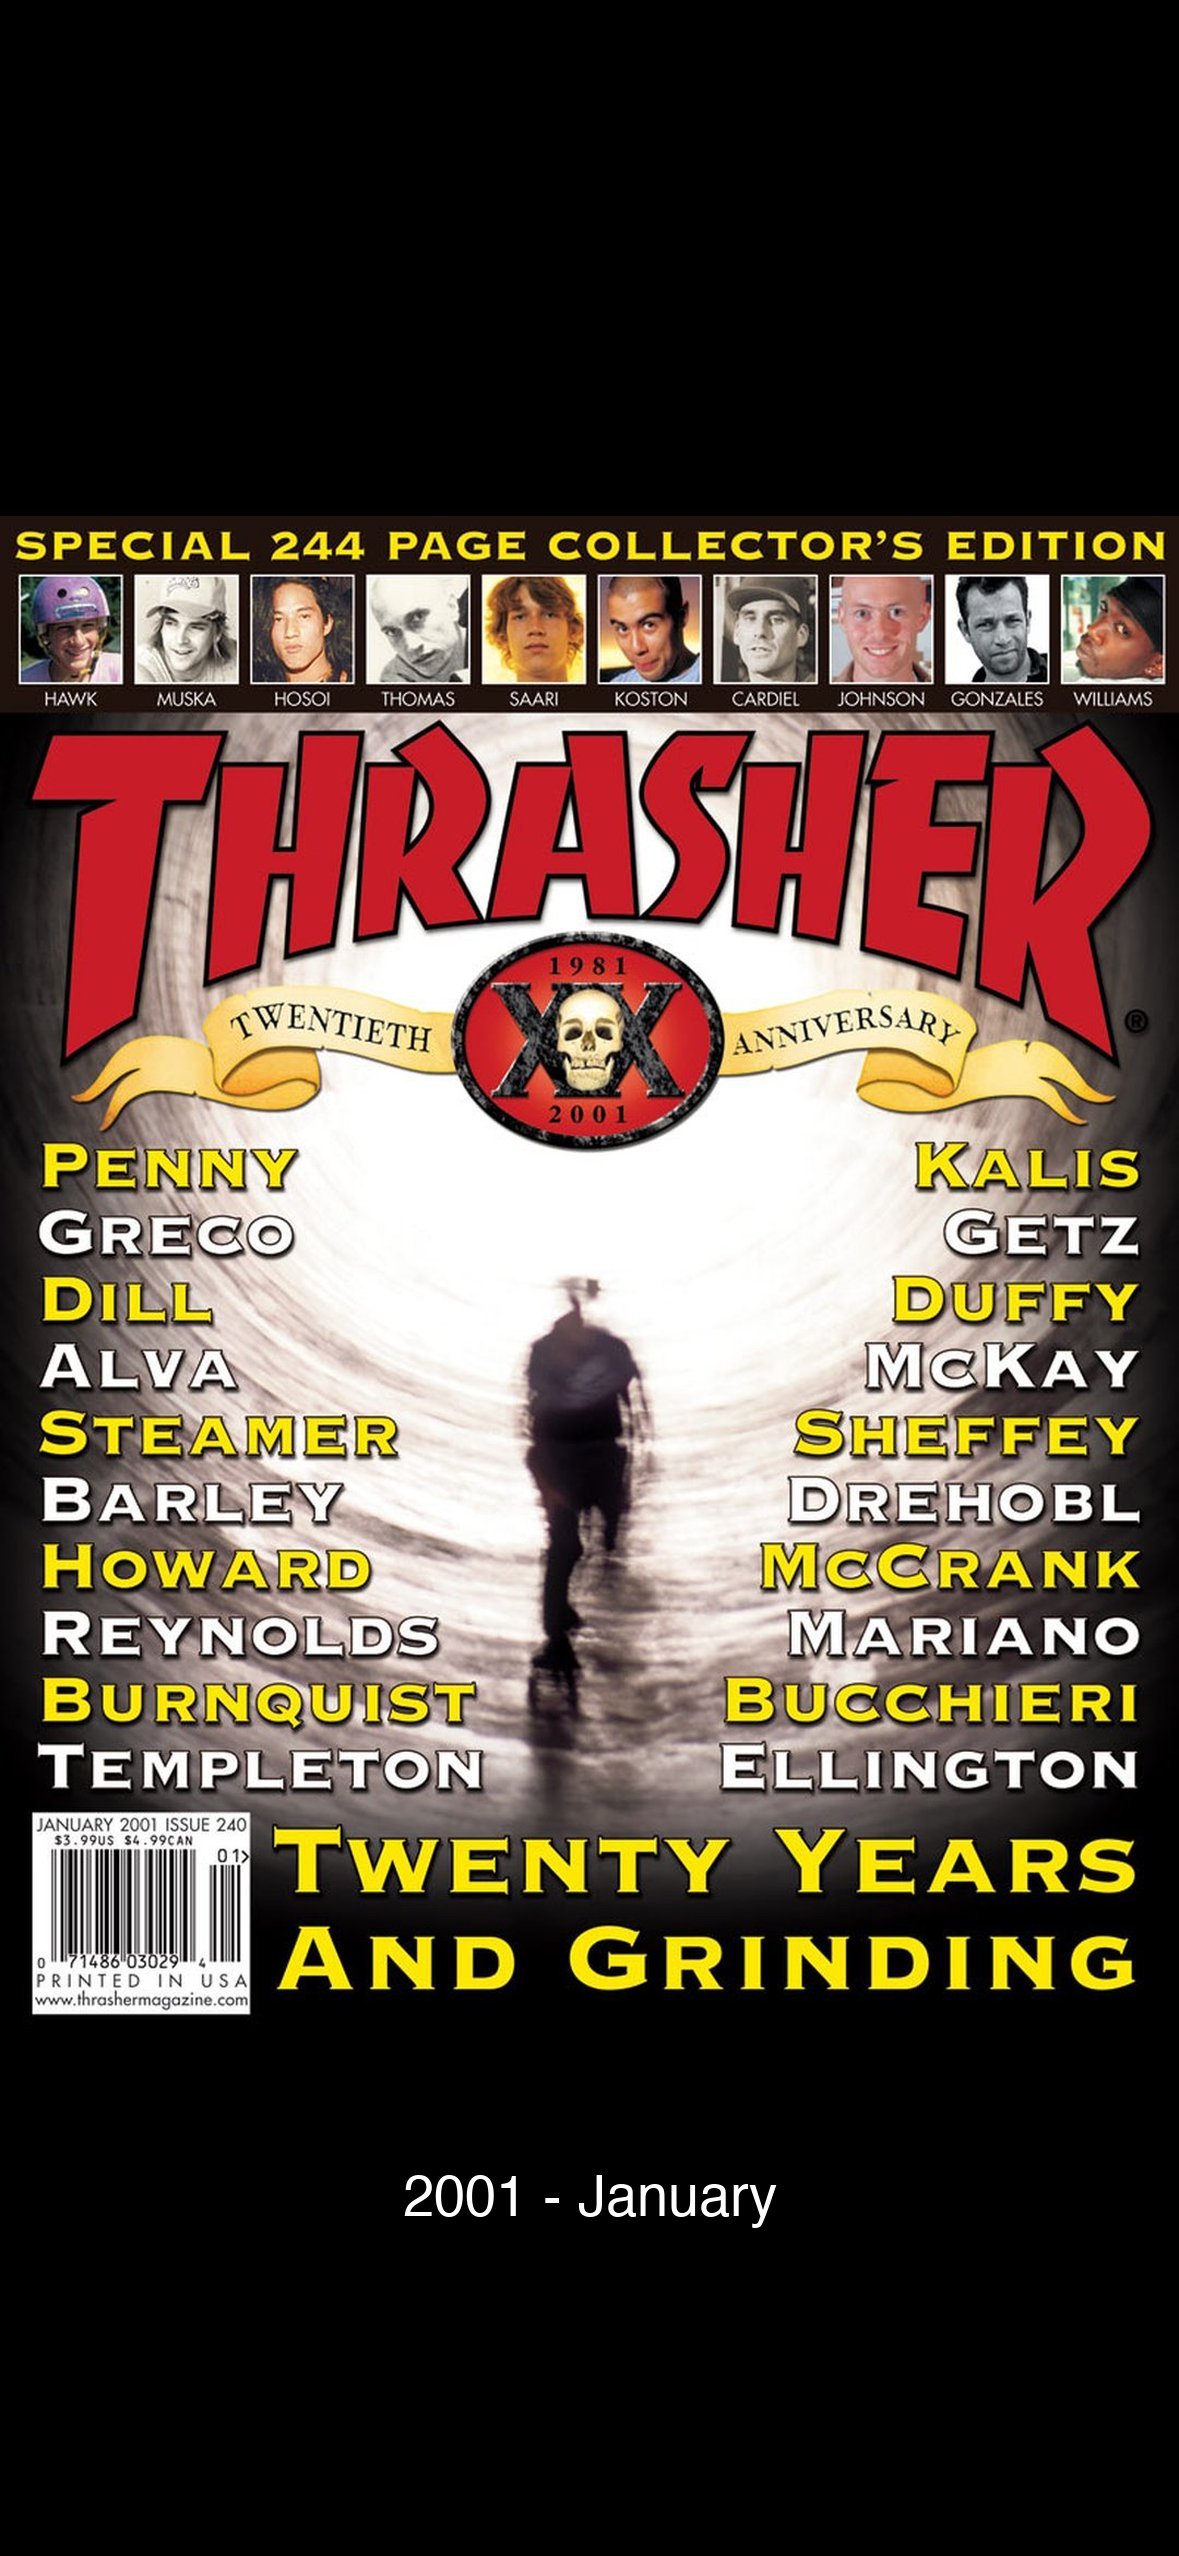 SPECIAL 244 PAGE COLLECTOR'S EDITION
HAWK MUSKA HOSOI THOMAS SAARI KOSTON CARDIEL JOHNSON GONZALES WILLIAMS
THRASHER
®
1981
TWENTIETH XX ANNIVERSARY
2001
PENNY
GRECO
DILL
ALVA
STEAMER
BARLEY
HOWARD
REYNOLDS
BURNQUIST
TEMPLETON
KALIS
GETZ
DUFFY
MCKAY
SHEFFEY
DREHOBL
MCCRANK
MARIANO
BUCCHIERI
ELLINGTON
JANUARY 2001 ISSUE 240
$3.99US $4.99CAN
01>
0 71486 03029 4
PRINTED IN USA
www.thrashermagazine.com
TWENTY YEARS
AND GRINDING
2001 - January